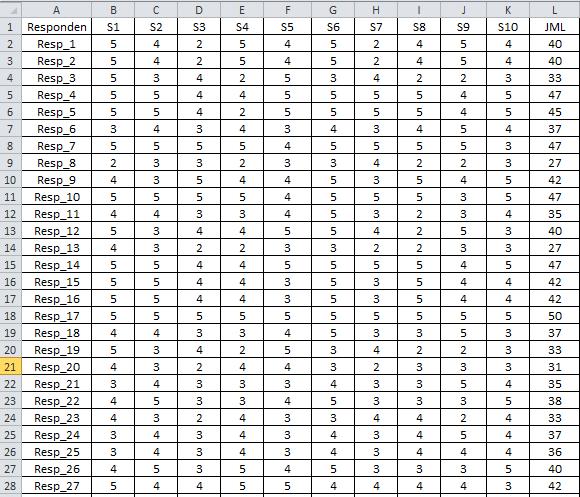 A B C D E F G H I J K L
1 Responden S1 S2 S3 S4 S5 S6 S7 S8 S9 S10 JML
2 Resp_1 5 4 2 5 4 5 2 4 5 4 40
3 Resp_2 5 4 2 5 4 5 2 4 5 4 40
4 Resp_3 5 3 4 2 5 3 4 2 2 3 33
5 Resp_4 5 5 4 4 5 5 5 5 4 5 47
6 Resp_5 5 5 4 2 5 5 5 5 4 5 45
7 Resp_6 3 4 3 4 3 4 3 4 5 4 37
8 Resp_7 5 5 5 5 4 5 5 5 5 3 47
9 Resp_8 2 3 3 2 3 3 4 2 2 3 27
10 Resp_9 4 3 5 4 4 5 3 5 4 5 42
11 Resp_10 5 5 5 5 4 5 5 5 3 5 47
12 Resp_11 4 4 3 3 4 5 3 2 3 4 35
13 Resp_12 5 3 4 4 5 5 4 2 5 3 40
14 Resp_13 4 3 2 2 3 3 2 2 3 3 27
15 Resp_14 5 5 4 4 5 5 5 5 4 5 47
16 Resp_15 5 5 4 4 3 5 3 5 4 4 42
17 Resp_16 5 5 4 4 3 5 3 5 4 4 42
18 Resp_17 5 5 5 5 5 5 5 5 5 5 50
19 Resp_18 4 4 3 3 4 5 3 3 5 3 37
20 Resp_19 5 3 4 2 5 3 4 2 2 3 33
21 Resp_20 4 3 2 4 4 3 2 3 3 3 31
22 Resp_21 3 4 3 3 3 4 3 3 5 4 35
23 Resp_22 4 5 3 3 4 5 3 3 3 5 38
24 Resp_23 4 3 2 4 3 3 4 4 2 4 33
25 Resp_24 3 4 3 4 3 4 3 4 5 4 37
26 Resp_25 3 4 3 4 3 4 3 4 4 4 36
27 Resp_26 4 5 3 5 4 5 3 3 3 5 40
28 Resp_27 5 4 4 5 5 4 4 4 4 3 42